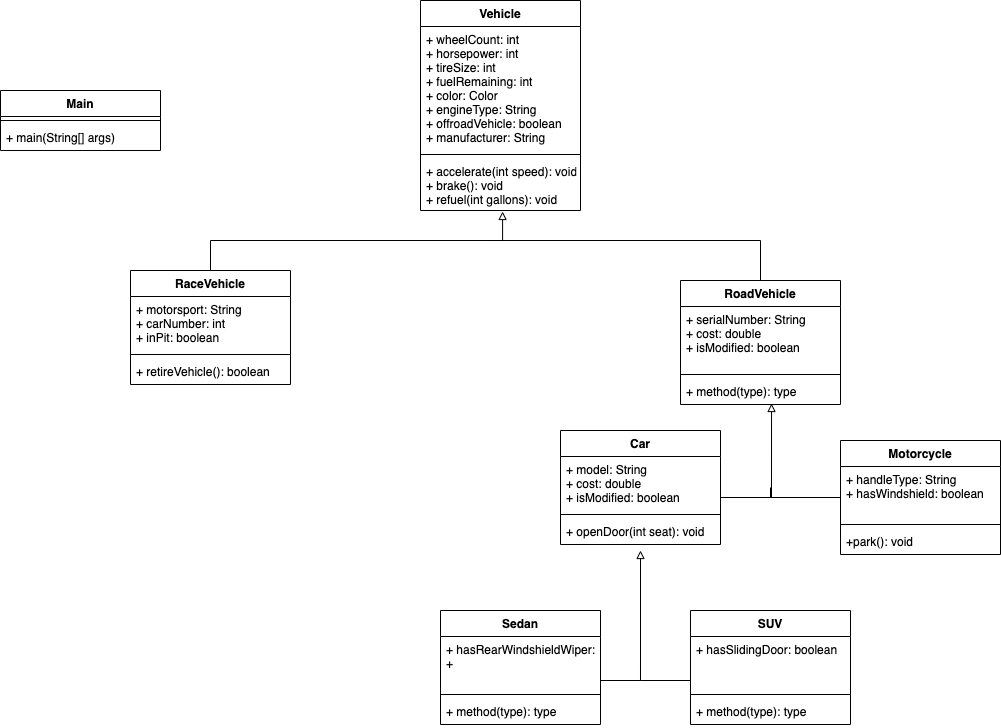 Vehicle
+ wheelCount: int
+ horsepower: int
+ tireSize: int
+ fuelRemaining: int
+ color: Color
+ engineType: String
+ offroadVehicle: boolean
+ manufacturer: String
+ accelerate(int speed): void
+ brake(): void
+ refuel(int gallons): void
Main
+ main(String[] args)
RaceVehicle
+ motorsport: String
+ carNumber: int
+ inPit: boolean
+ retireVehicle(): boolean
RoadVehicle
+ serialNumber: String
+ cost: double
+ isModified: boolean
+ method(type): type
Car
+ model: String
+ cost: double
+ isModified: boolean
+ openDoor(int seat): void
Motorcycle
+ handleType: String
+ hasWindshield: boolean
+park(): void
Sedan
+ hasRearWindshieldWiper:
+
+ method(type): type
SUV
+ hasSlidingDoor: boolean
+ method(type): type